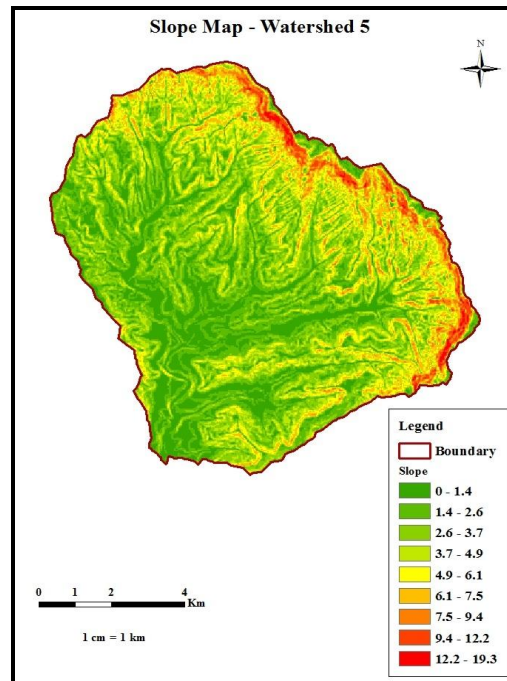 Slope Map - Watershed 5
N
Legend
Boundary
Slope
0 - 1.4
1.4 - 2.6
2.6 - 3.7
3.7 - 4.9
4.9 - 6.1
6.1 - 7.5
7.5 - 9.4
9.4 - 12.2
12.2 - 19.3
0 1 2 4
Km
1 cm = 1 km